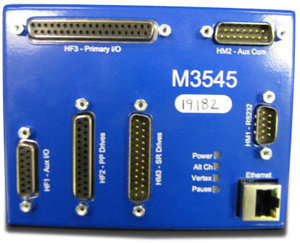 HF3 - Primary I/O
HM2 - Aux Com
M3545
19182
HF1 - Aux I/O
HF2 - PP Drives
HM3 - SR Drives
HM1 - RS232
Power
Alt Ch
Vertex
Pause
Ethernet